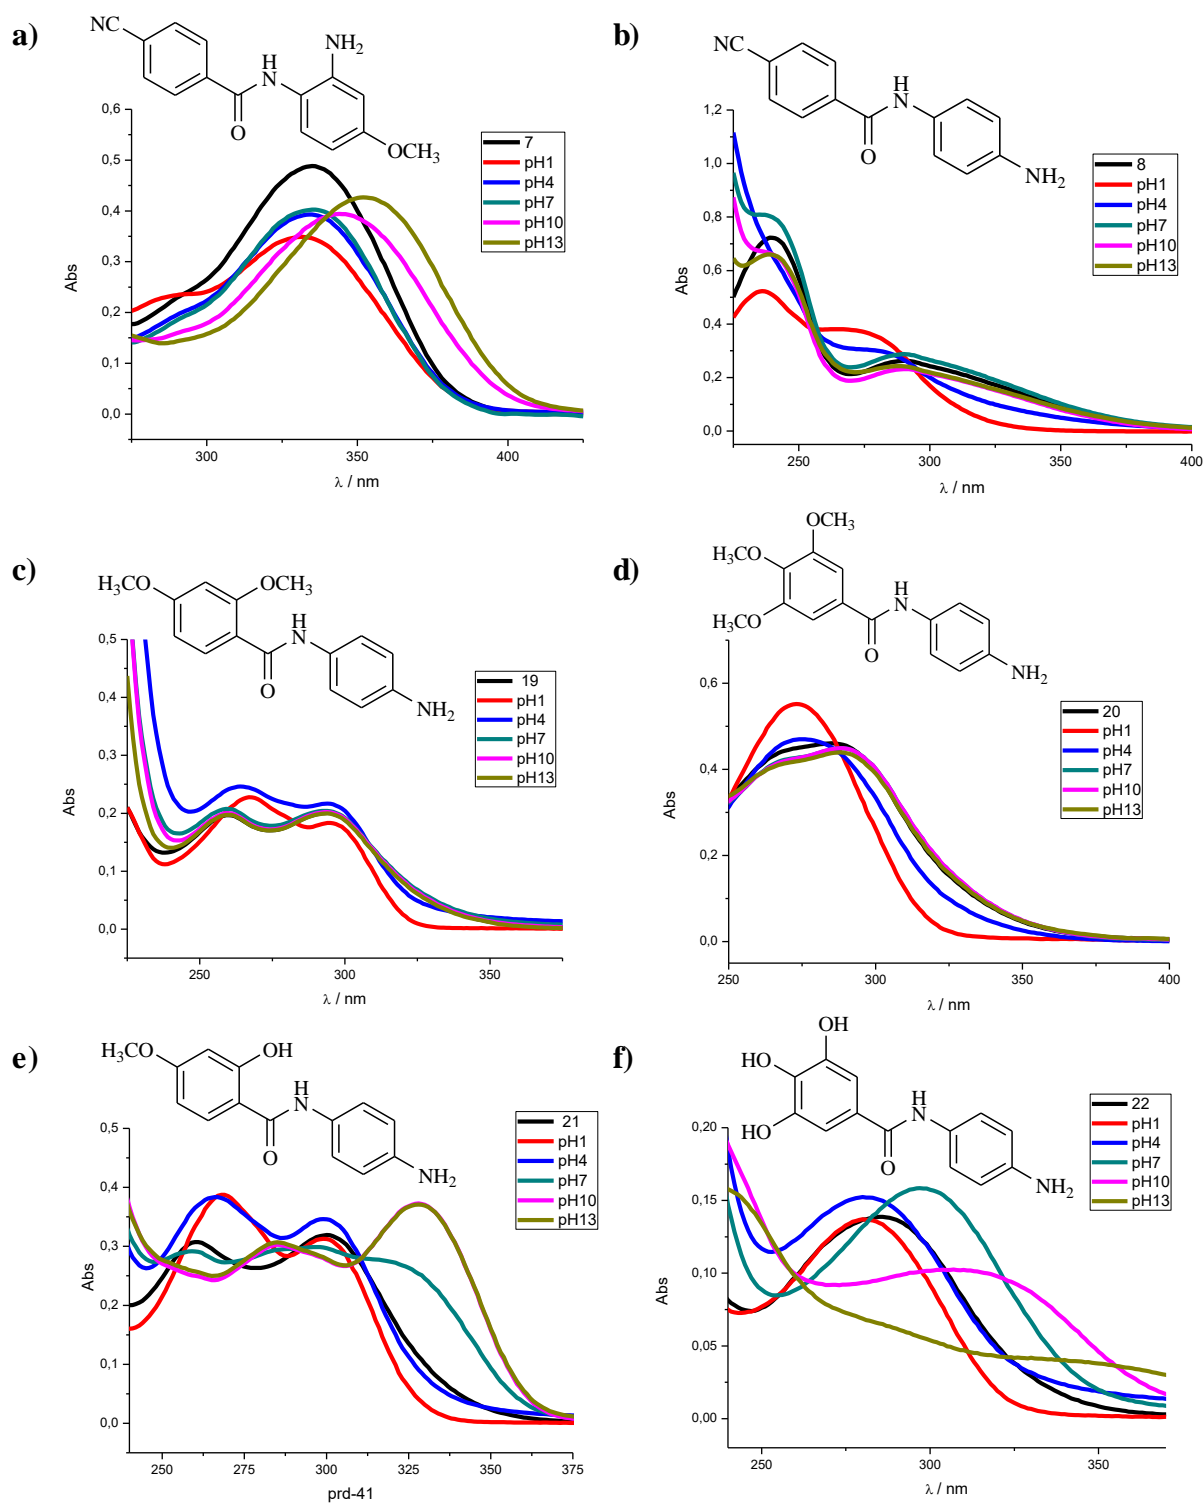 a)
NC
NH2
H
N
O
OCH3
0,6
0,5
0,4
0,3
0,2
0,1
0,0
Abs
300 350 400
λ / nm
7
pH1
pH4
pH7
pH10
pH13
b)
NC
H
N
O
NH2
1,2
1,0
0,8
0,6
0,4
0,2
0,0
Abs
250 300 350 400
λ / nm
8
pH1
pH4
pH7
pH10
pH13
c)
H3CO
OCH3
H
N
O
NH2
0,5
0,4
0,3
0,2
0,1
0,0
Abs
250 300 350
λ / nm
19
pH1
pH4
pH7
pH10
pH13
d)
OCH3
H3CO
H3CO
H
N
O
NH2
0,6
0,4
0,2
0,0
Abs
250 300 350 400
λ / nm
20
pH1
pH4
pH7
pH10
pH13
e)
H3CO
OH
H
N
O
NH2
0,5
0,4
0,3
0,2
0,1
0,0
Abs
250 275 300 325 350 375
prd-41
21
pH1
pH4
pH7
pH10
pH13
f)
OH
HO
HO
H
N
O
NH2
0,20
0,15
0,10
0,05
0,00
Abs
250 300 350
λ / nm
22
pH1
pH4
pH7
pH10
pH13